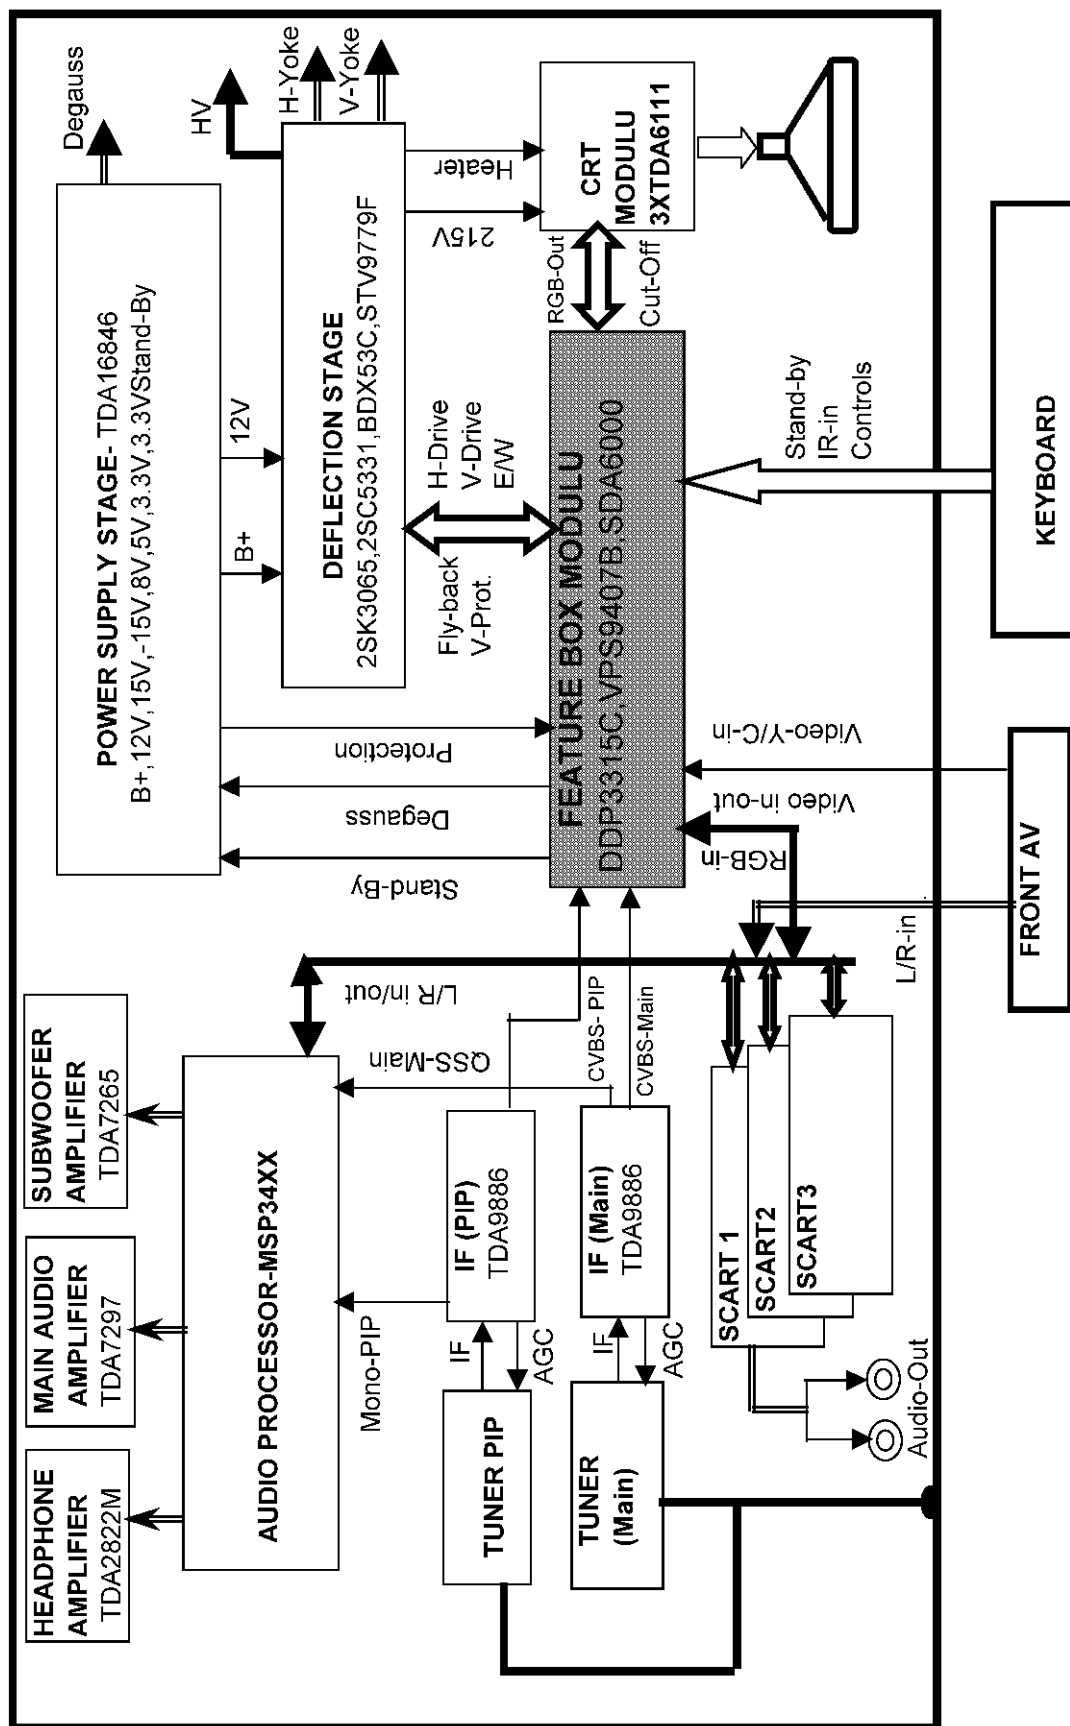 HEADPHONE
AMPLIFIER
TDA2822M
MAIN AUDIO
AMPLIFIER
TDA7297
SUBWOOFER
AMPLIFIER
TDA7265
AUDIO PROCESSOR-MSP34XX
Mono-PIP
QSS-Main
L/R in/out
TUNER PIP
IF
AGC
IF (PIP)
TDA9886
CVBS- PIP
TUNER
(Main)
IF
AGC
IF (Main)
TDA9886
CVBS-Main
SCART 1
SCART2
SCART3
Audio-Out
L/R-in
Degauss
POWER SUPPLY STAGE- TDA16846
B+,12V,15V,-15V,8V,5V,3.3V,3.3VStand-By
Stand-By
Degauss
Protection
B+
12V
HV
H-Yoke
V-Yoke
DEFLECTION STAGE
2SK3065,2SC5331,BDX53C,STV9779F
Heater
215V
Fly-back
V-Prot.
H-Drive
V-Drive
E/W
FEATURE BOX MODULU
DDP3315C,VPS9407B,SDA6000
RGB-Out
Cut-Off
CRT
MODULU
3XTDA6111
RGB-in
Video in-out
Video-Y/C-in
Stand-by
IR-in
Controls
FRONT AV
KEYBOARD